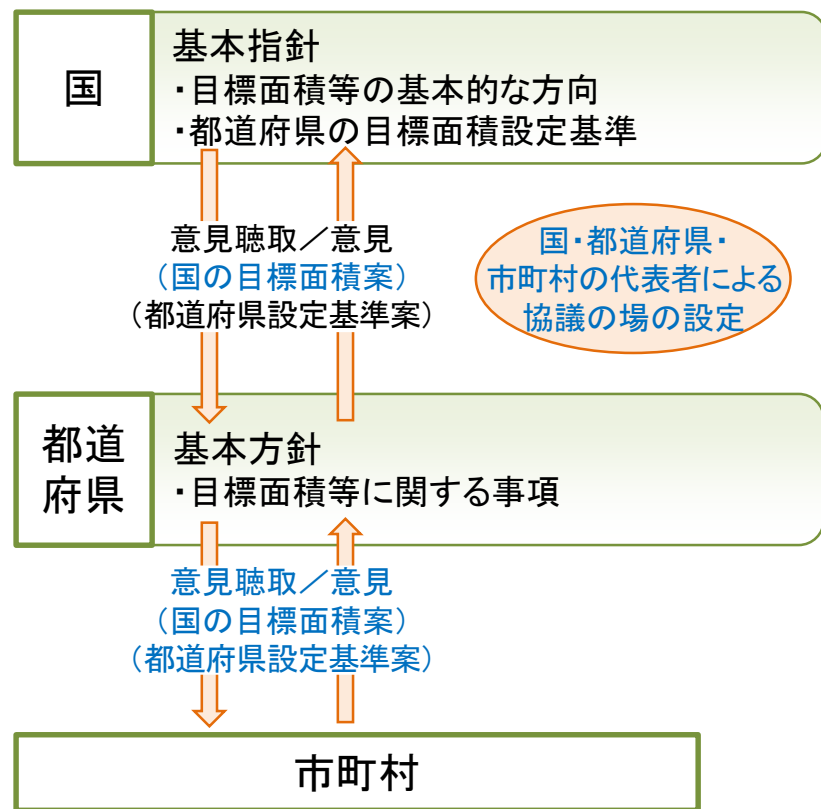 国
基本指針
・目標面積等の基本的な方向
・都道府県の目標面積設定基準
意見聴取／意見
（国の目標面積案）
（都道府県設定基準案）
国・都道府県・
市町村の代表者による
協議の場の設定
都道
府県
基本方針
・目標面積等に関する事項
意見聴取／意見
（国の目標面積案）
（都道府県設定基準案）
市町村